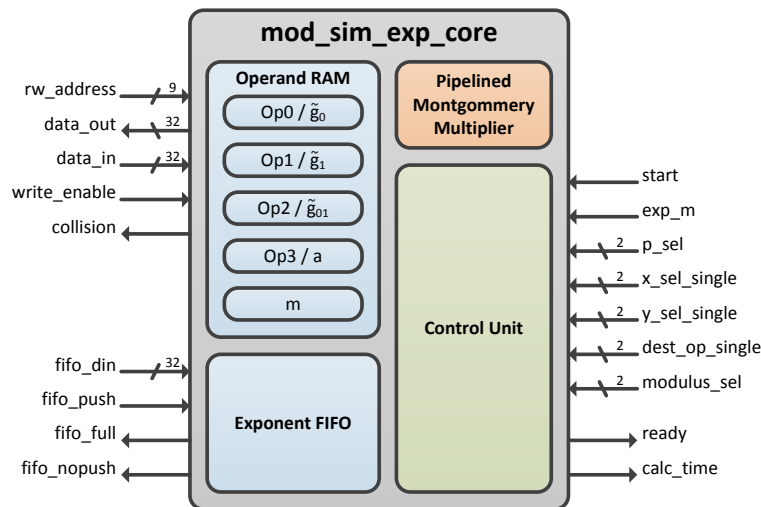 mod_sim_exp_core
rw_address 9
data_out 32
data_in 32
write_enable
collision
fifo_din 32
fifo_push
fifo_full
fifo_nopush
Operand RAM
Op0 / g̃0
Op1 / g̃1
Op2 / g̃01
Op3 / a
m
Exponent FIFO
Pipelined
Montgommery
Multiplier
Control Unit
start
exp_m
2 p_sel
2 x_sel_single
2 y_sel_single
2 dest_op_single
2 modulus_sel
ready
calc_time